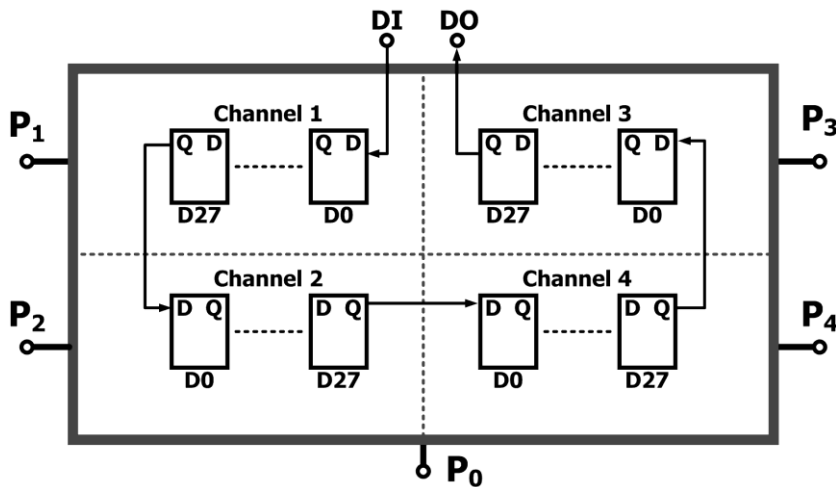 DI DO
Channel 1 Channel 3
P1 P3
Q D Q D Q D Q D
D27 D0 D27 D0
Channel 2 Channel 4
P2 P4
D Q D Q D Q D Q
D0 D27 D0 D27
P0